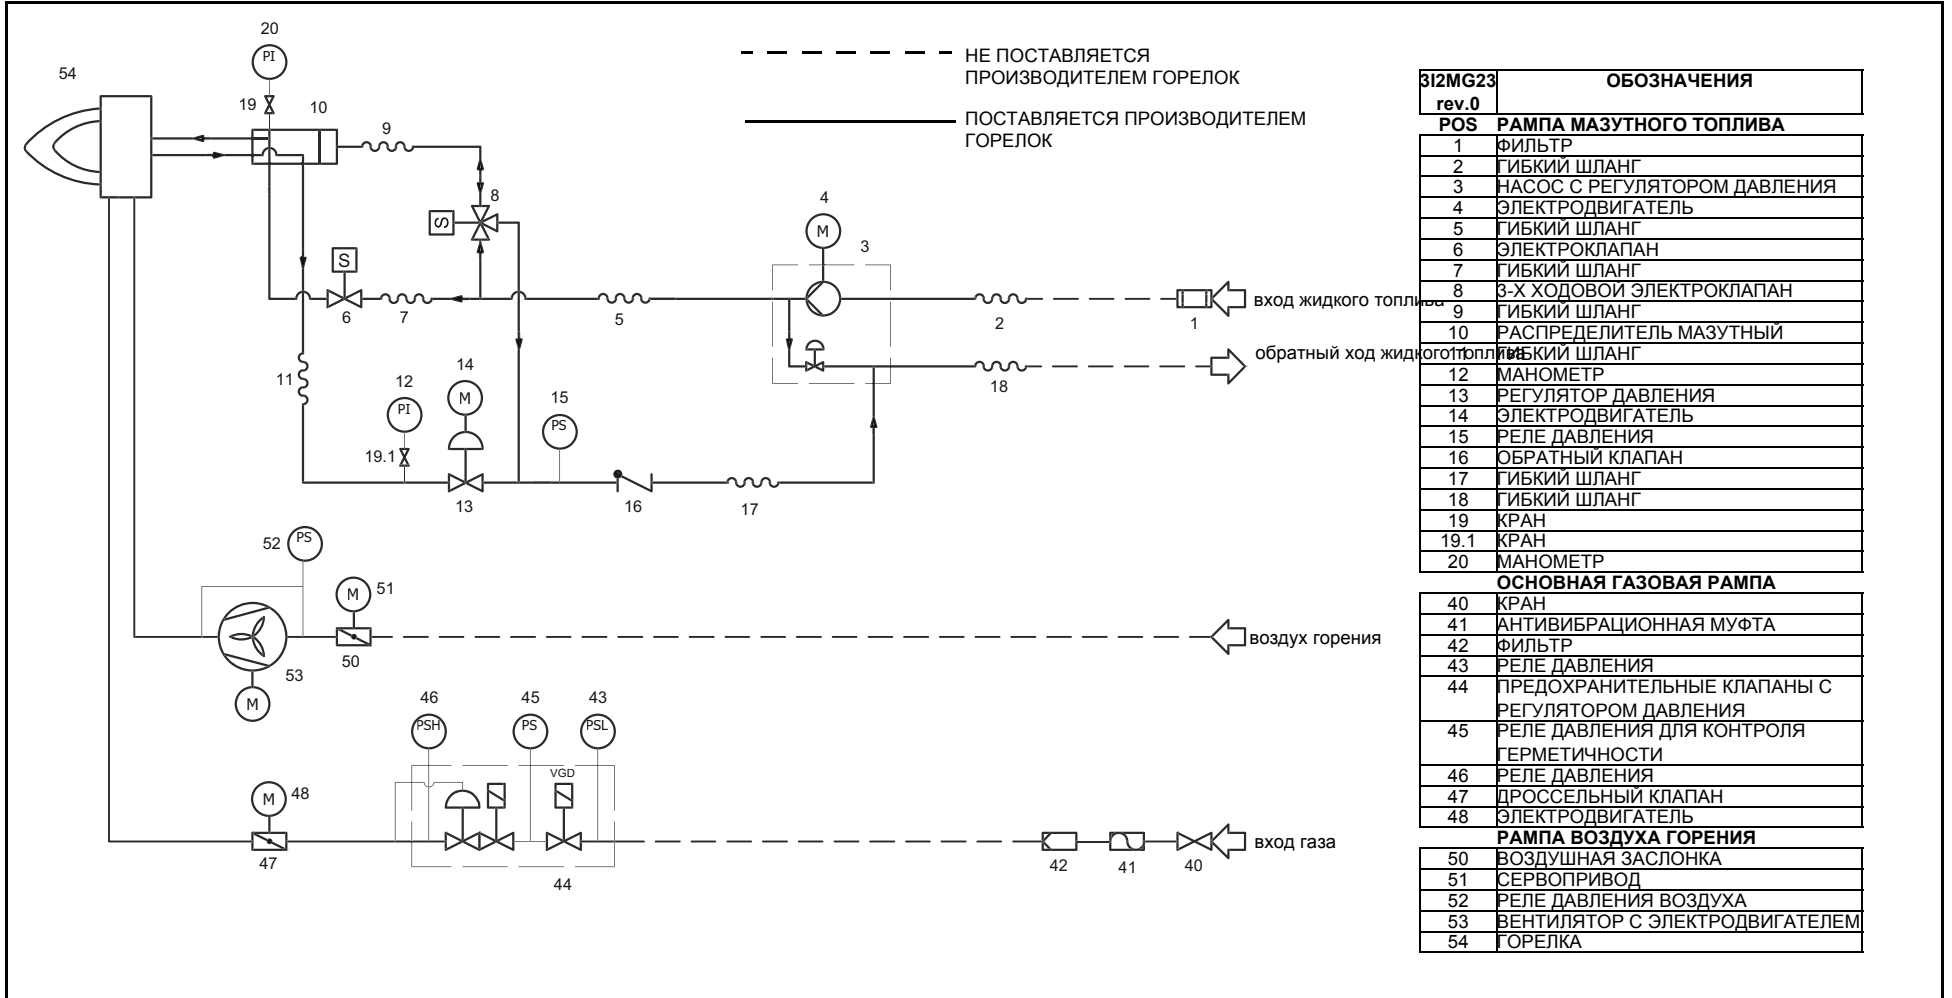 20
PI
54
19
10
9
НЕ ПОСТАВЛЯЕТСЯ
ПРОИЗВОДИТЕЛЕМ ГОРЕЛОК
ПОСТАВЛЯЕТСЯ ПРОИЗВОДИТЕЛЕМ
ГОРЕЛОК
8
S
4
M
3
S
6
7
5
2
1
вход жидкого топлива
обратный ход жидкого топлива
18
11
12
PI
14
M
15
PS
19.1
13
16
17
52
PS
M
51
50
53
M
воздух горения
46
45
43
PSH
PS
PSL
VGD
M
48
47
44
42
41
40
вход газа
3I2MG23 ОБОЗНАЧЕНИЯ
rev.0
POS РАМПА МАЗУТНОГО ТОПЛИВА
1 ФИЛЬТР
2 ГИБКИЙ ШЛАНГ
3 НАСОС С РЕГУЛЯТОРОМ ДАВЛЕНИЯ
4 ЭЛЕКТРОДВИГАТЕЛЬ
5 ГИБКИЙ ШЛАНГ
6 ЭЛЕКТРОКЛАПАН
7 ГИБКИЙ ШЛАНГ
8 3-Х ХОДОВОЙ ЭЛЕКТРОКЛАПАН
9 ГИБКИЙ ШЛАНГ
10 РАСПРЕДЕЛИТЕЛЬ МАЗУТНЫЙ
11 ГИБКИЙ ШЛАНГ
12 МАНОМЕТР
13 РЕГУЛЯТОР ДАВЛЕНИЯ
14 ЭЛЕКТРОДВИГАТЕЛЬ
15 РЕЛЕ ДАВЛЕНИЯ
16 ОБРАТНЫЙ КЛАПАН
17 ГИБКИЙ ШЛАНГ
18 ГИБКИЙ ШЛАНГ
19 КРАН
19.1 КРАН
20 МАНОМЕТР
ОСНОВНАЯ ГАЗОВАЯ РАМПА
40 КРАН
41 АНТИВИБРАЦИОННАЯ МУФТА
42 ФИЛЬТР
43 РЕЛЕ ДАВЛЕНИЯ
44 ПРЕДОХРАНИТЕЛЬНЫЕ КЛАПАНЫ С
РЕГУЛЯТОРОМ ДАВЛЕНИЯ
45 РЕЛЕ ДАВЛЕНИЯ ДЛЯ КОНТРОЛЯ
ГЕРМЕТИЧНОСТИ
46 РЕЛЕ ДАВЛЕНИЯ
47 ДРОССЕЛЬНЫЙ КЛАПАН
48 ЭЛЕКТРОДВИГАТЕЛЬ
РАМПА ВОЗДУХА ГОРЕНИЯ
50 ВОЗДУШНАЯ ЗАСЛОНКА
51 СЕРВОПРИВОД
52 РЕЛЕ ДАВЛЕНИЯ ВОЗДУХА
53 ВЕНТИЛЯТОР С ЭЛЕКТРОДВИГАТЕЛЕМ
54 ГОРЕЛКА